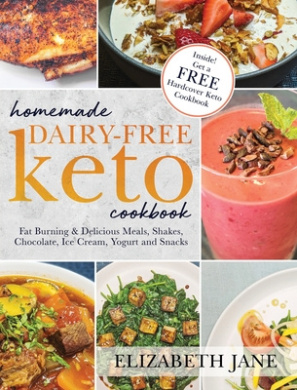 Inside!
Get a
FREE
Hardcover Keto
Cookbook
homemade
DAIRY-FREE
keto
cookbook
Fat Burning & Delicious Meals, Shakes,
Chocolate, Ice Cream, Yogurt and Snacks
ELIZABETH JANE